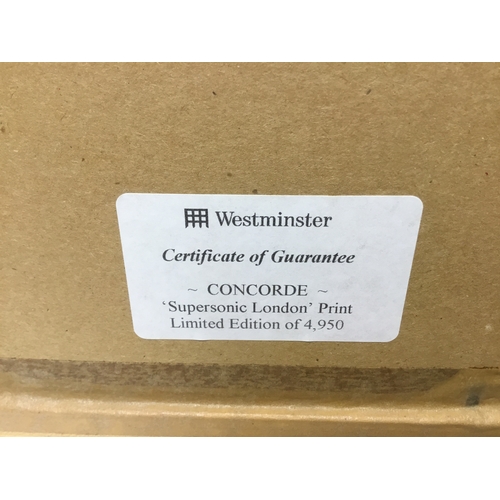 Westminster
Certificate of Guarantee
~ CONCORDE ~
‘Supersonic London’ Print
Limited Edition of 4,950